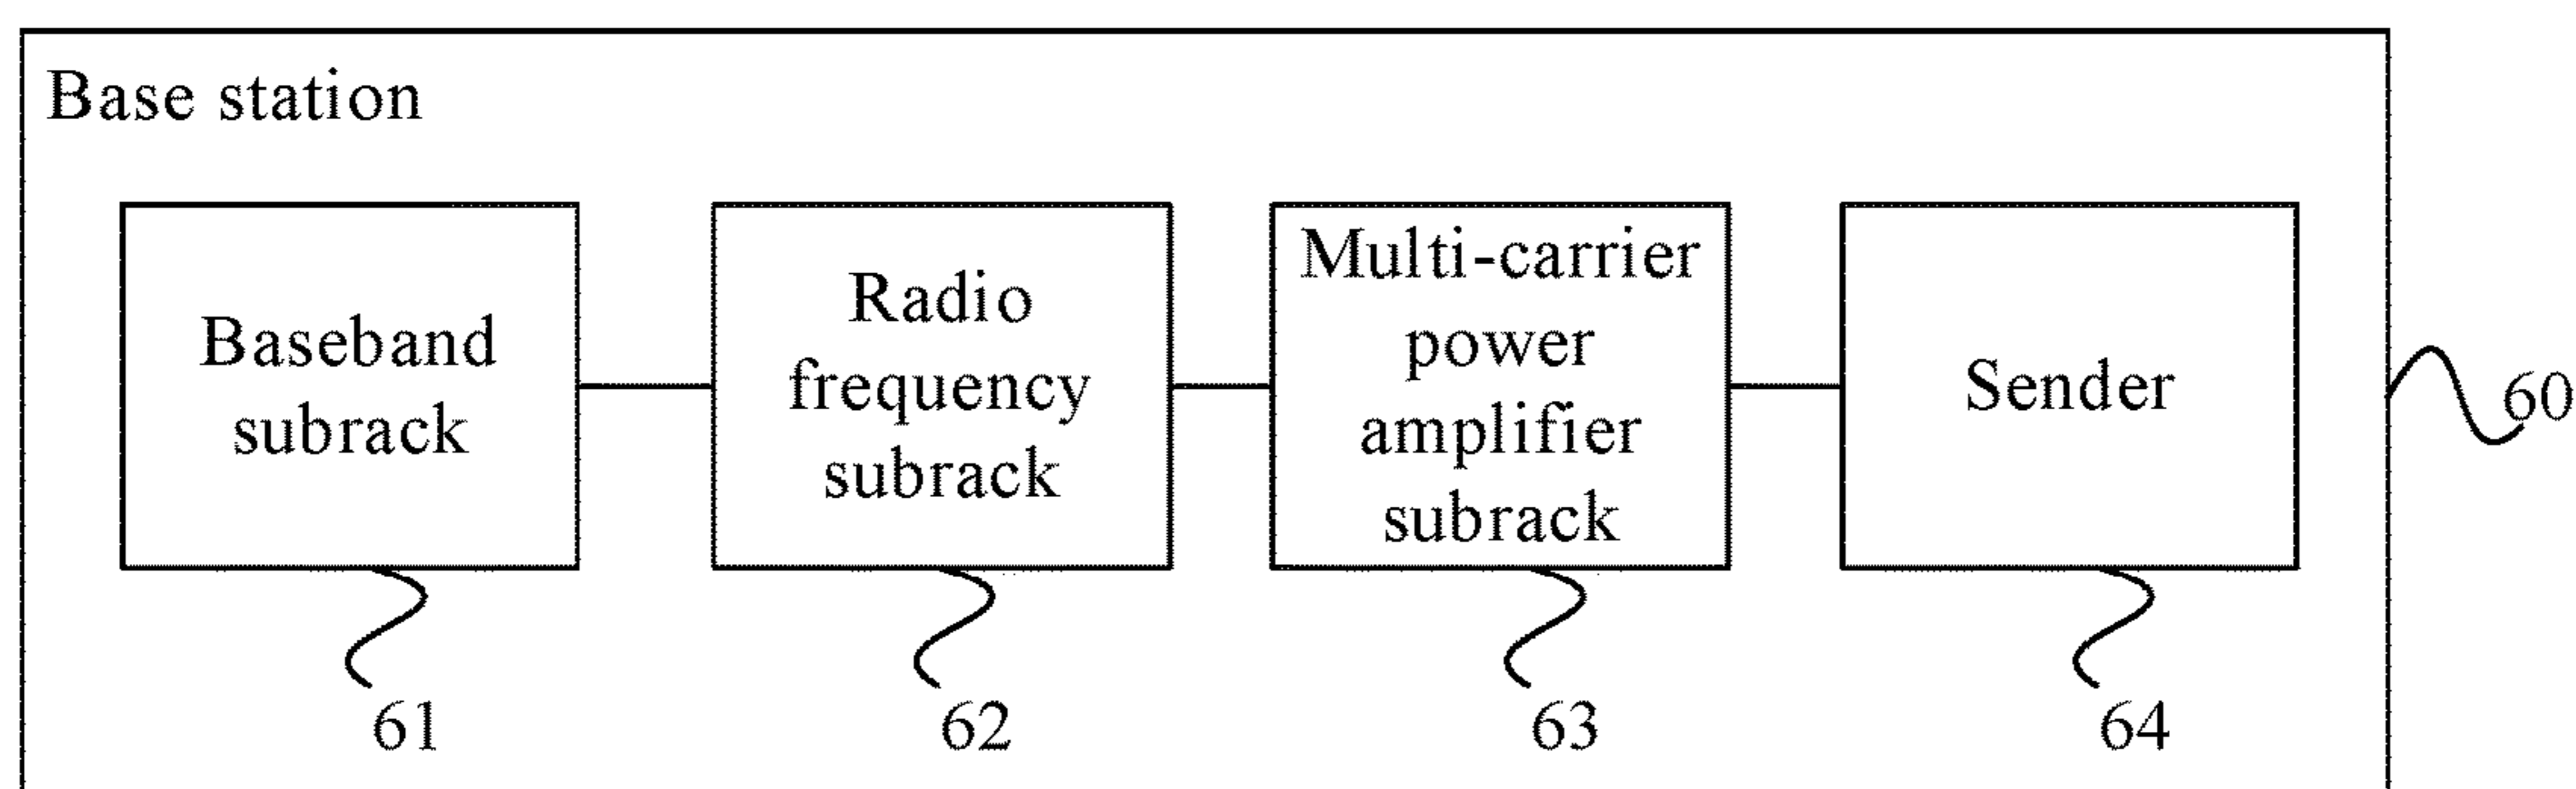 Base station
Baseband
subrack
Radio
frequency
subrack
Multi-carrier
power
amplifier
subrack
Sender
60
61
62
63
64